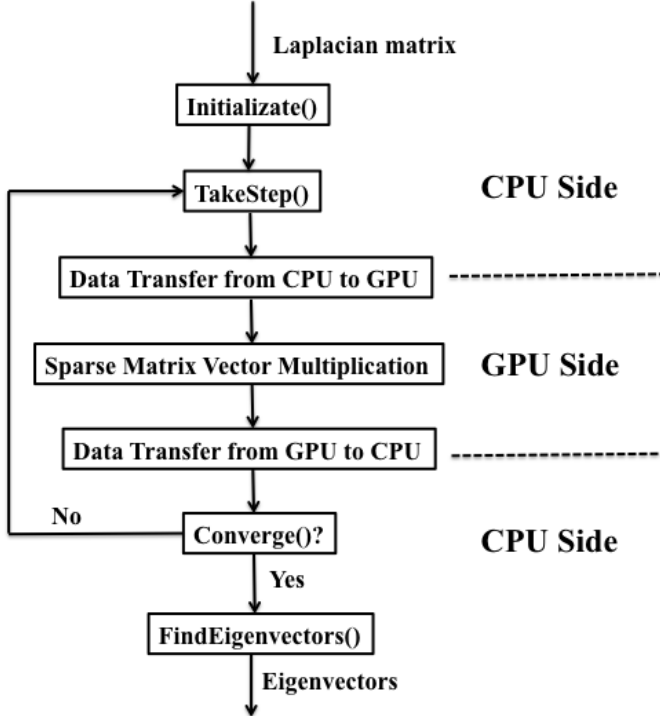 Laplacian matrix
Initializate()
TakeStep()
CPU Side
Data Transfer from CPU to GPU
Sparse Matrix Vector Multiplication
GPU Side
Data Transfer from GPU to CPU
No
Converge()?
CPU Side
Yes
FindEigenvectors()
Eigenvectors